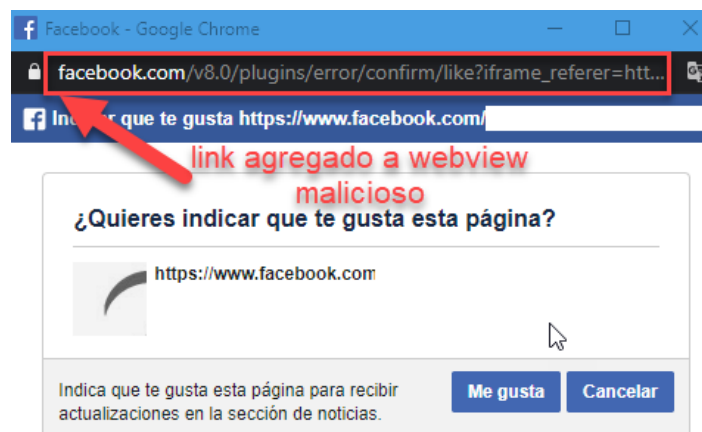 Facebook - Google Chrome
facebook.com/v8.0/plugins/error/confirm/like?iframe_referer=htt...
que te gusta https://www.facebook.com/
link agregado a webview
malicioso
¿Quieres indicar que te gusta esta página?
https://www.facebook.com
Indica que te gusta esta página para recibir
actualizaciones en la sección de noticias.
Me gusta
Cancelar